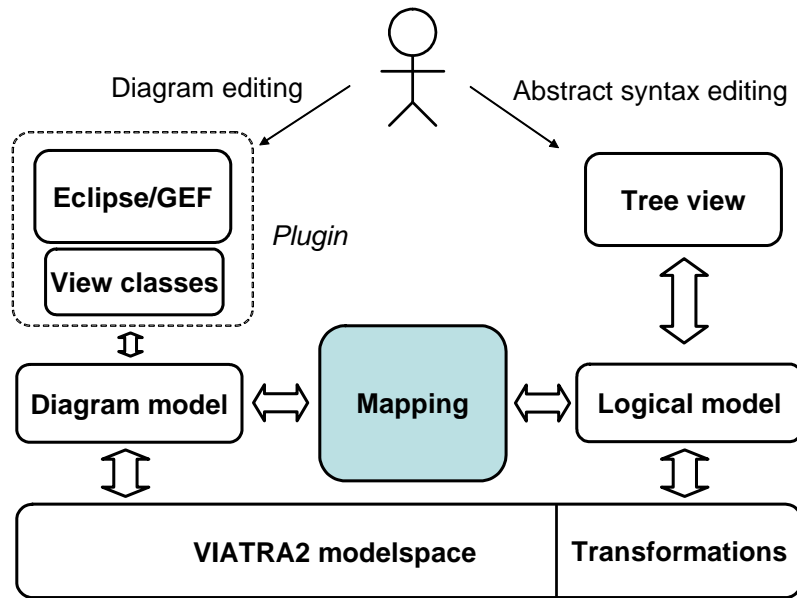 Diagram editing
Abstract syntax editing
Eclipse/GEF
Tree view
Plugin
View classes
Diagram model
Mapping
Logical model
VIATRA2 modelspace
Transformations